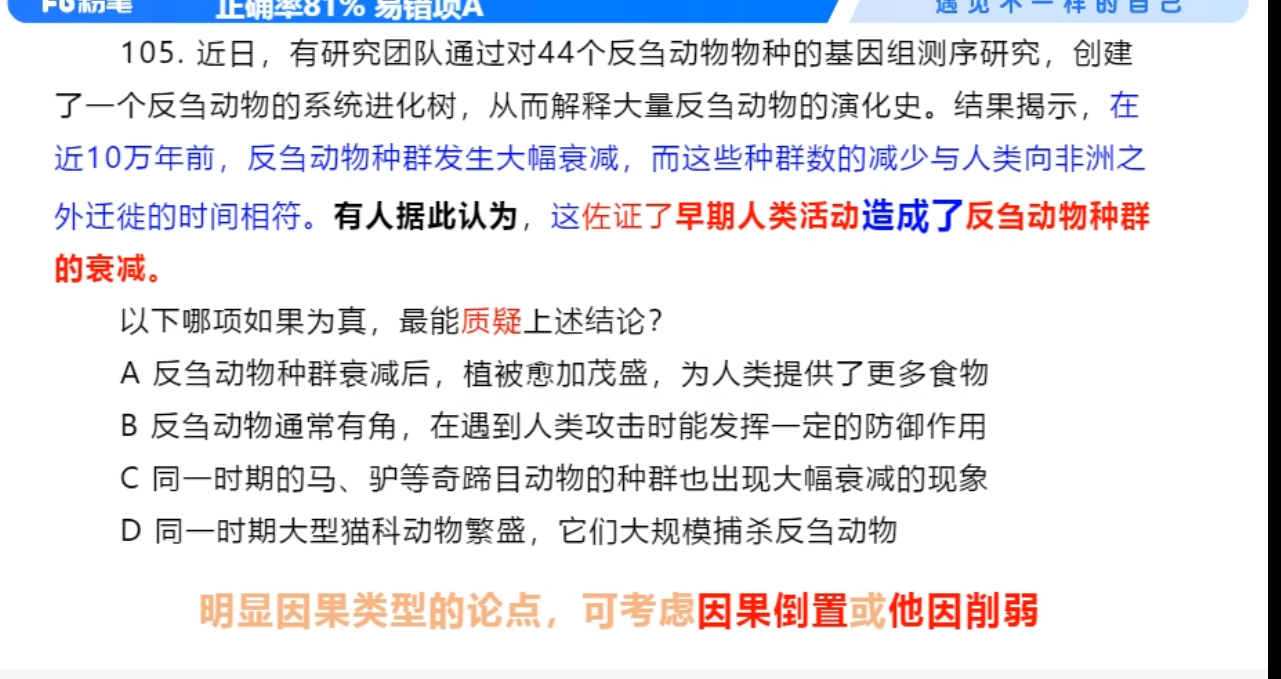 FG粉笔
正确率81% 易错项A
遇见不一样的自己
105. 近日，有研究团队通过对44个反刍动物物种的基因组测序研究，创建
了一个反刍动物的系统进化树，从而解释大量反刍动物的演化史。结果揭示，在
近10万年前，反刍动物种群发生大幅衰减，而这些种群数的减少与人类向非洲之
外迁徙的时间相符。有人据此认为，这佐证了早期人类活动造成了反刍动物种群
的衰减。
以下哪项如果为真，最能质疑上述结论？
A 反刍动物种群衰减后，植被愈加茂盛，为人类提供了更多食物
B 反刍动物通常有角，在遇到人类攻击时能发挥一定的防御作用
C 同一时期的马、驴等奇蹄目动物的种群也出现大幅衰减的现象
D 同一时期大型猫科动物繁盛，它们大规模捕杀反刍动物
明显因果类型的论点，可考虑因果倒置或他因削弱